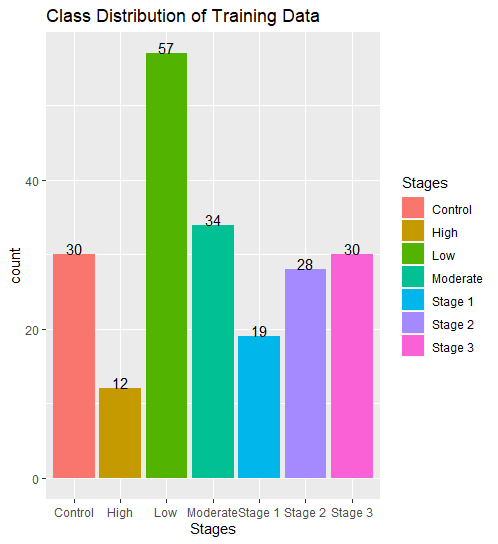 Class Distribution of Training Data
57
34
30
30
28
19
12
40
20
0
count
Control High Low Moderate Stage 1 Stage 2 Stage 3
Stages
Stages
Control
High
Low
Moderate
Stage 1
Stage 2
Stage 3